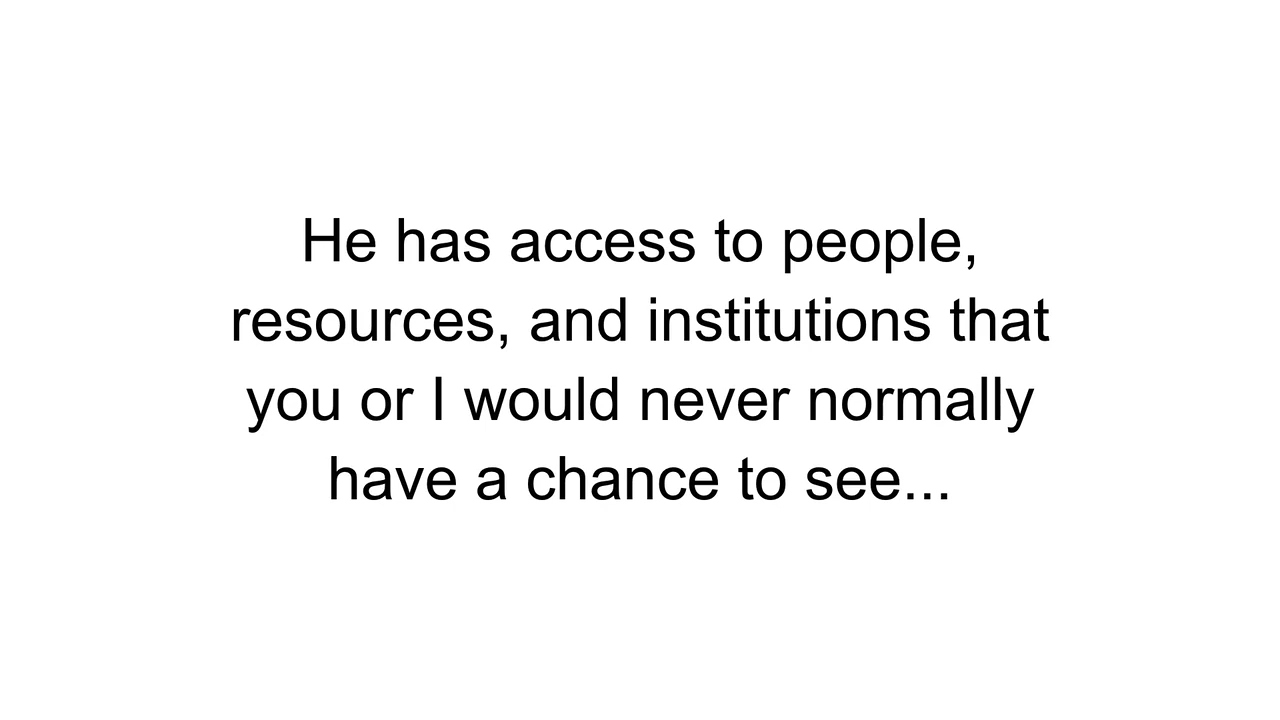 He has access to people,
resources, and institutions that
you or I would never normally
have a chance to see...